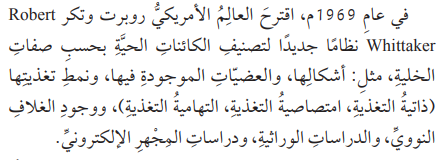 في عامِ 1969م، اقترحَ العالِمُ الأمريكيُّ روبرت وتكر Robert
Whittaker نظامًا جديدًا لتصنيفِ الكائناتِ الحيَّةِ بحسبِ صفاتِ
الخليةِ، مثلِ: أشكالِها، والعضيّاتِ الموجودةِ فيها، ونمطِ تغذيتِها
(ذاتيةُ التغذيةِ، امتصاصيةُ التغذيةِ، التهاميةُ التغذيةِ)، ووجودِ الغلافِ
النوويِّ، والدراساتِ الوراثيةِ، ودراساتِ المِجْهرِ الإلكترونيِّ.